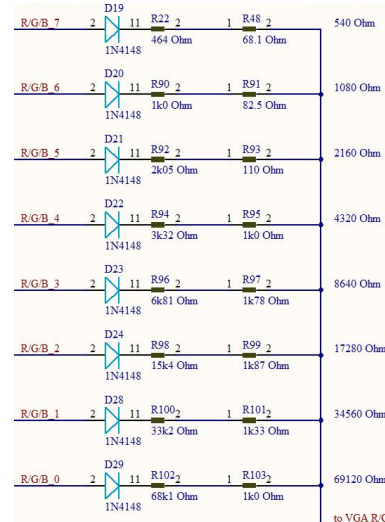 D19
R/G/B_7 2 11 R22 2 1 R48 2 540 Ohm
1N4148 464 Ohm 68.1 Ohm
D20
R/G/B_6 2 11 R90 2 1 R91 2 1080 Ohm
1N4148 1k0 Ohm 82.5 Ohm
D21
R/G/B_5 2 11 R92 2 1 R93 2 2160 Ohm
1N4148 2k05 Ohm 110 Ohm
D22
R/G/B_4 2 11 R94 2 1 R95 2 4320 Ohm
1N4148 3k32 Ohm 1k0 Ohm
D23
R/G/B_3 2 11 R96 2 1 R97 2 8640 Ohm
1N4148 6k81 Ohm 1k78 Ohm
D24
R/G/B_2 2 11 R98 2 1 R99 2 17280 Ohm
1N4148 15k4 Ohm 1k87 Ohm
D28
R/G/B_1 2 11 R100 2 1 R101 2 34560 Ohm
1N4148 33k2 Ohm 1k33 Ohm
D29
R/G/B_0 2 11 R102 2 1 R103 2 69120 Ohm
1N4148 68k1 Ohm 1k0 Ohm
to VGA R/G